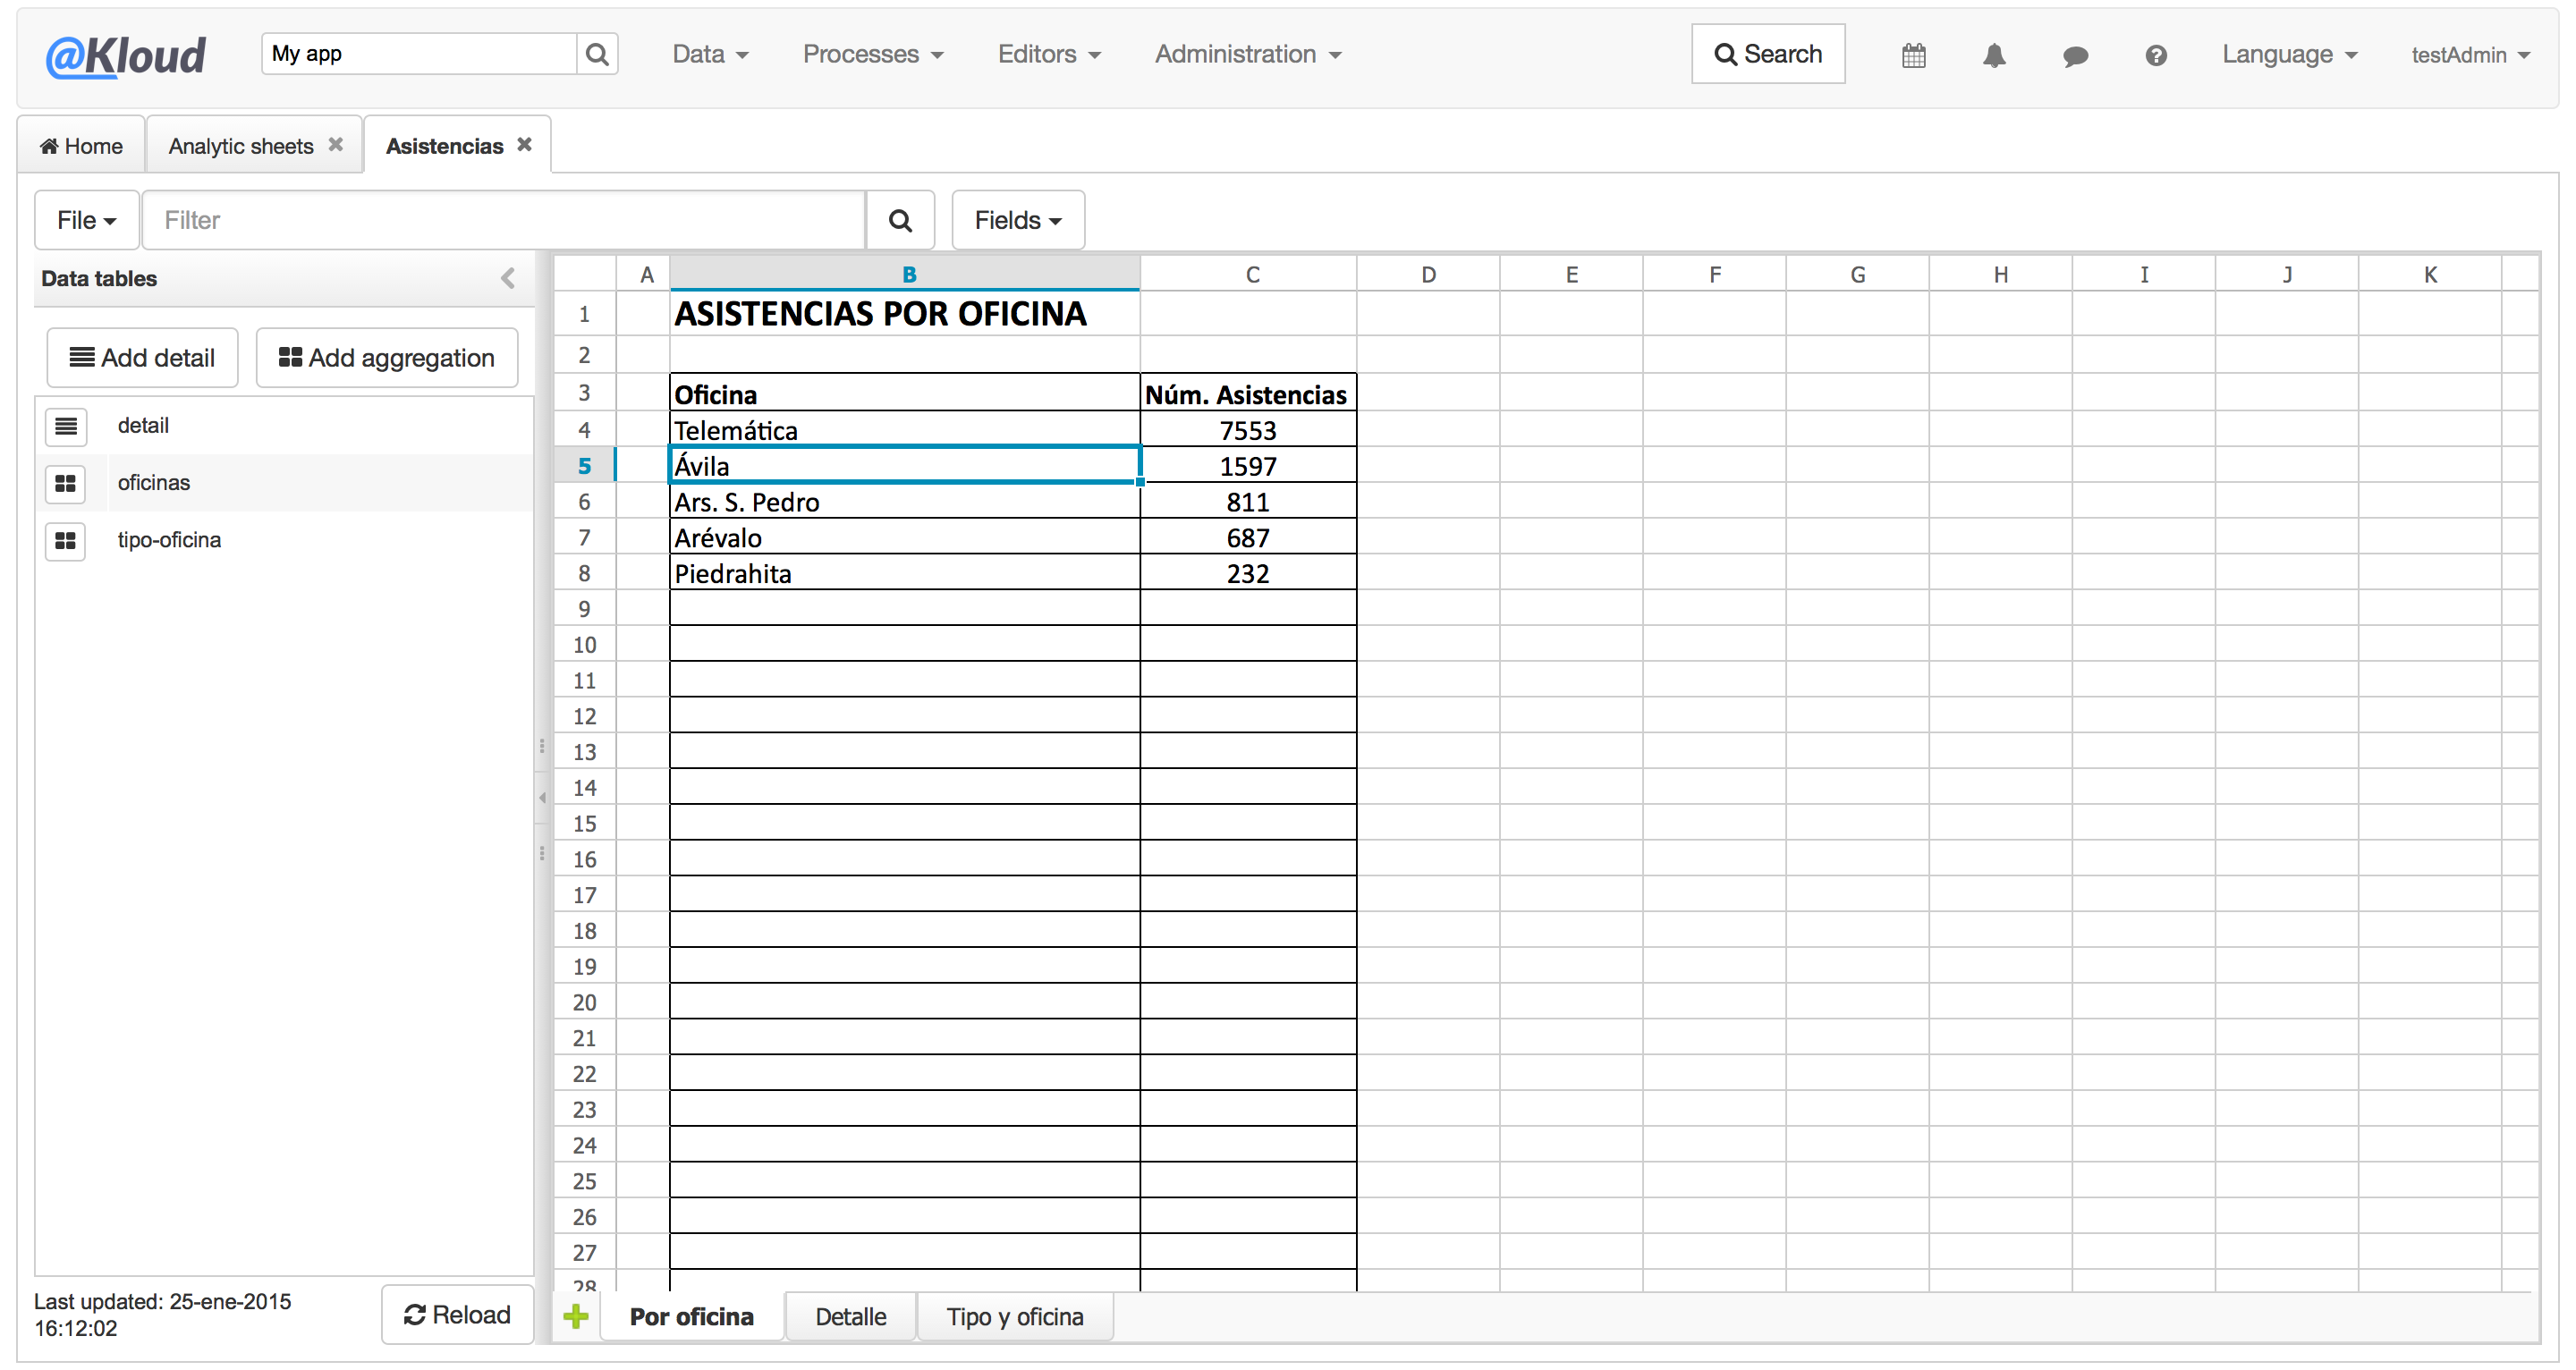 @Kloud My app Data Processes Editors Administration Search Language testAdmin
Home Analytic sheets Asistencias
File Filter Fields
Data tables
Add detail Add aggregation
detail
oficinas
tipo-oficina
Last updated: 25-ene-2015
16:12:02
Reload
A B C D E F G H I J K
1 ASISTENCIAS POR OFICINA
2
3 Oficina Núm. Asistencias
4 Telemática 7553
5 Ávila 1597
6 Ars. S. Pedro 811
7 Arévalo 687
8 Piedrahita 232
9
10
11
12
13
14
15
16
17
18
19
20
21
22
23
24
25
26
27
28
Por oficina Detalle Tipo y oficina